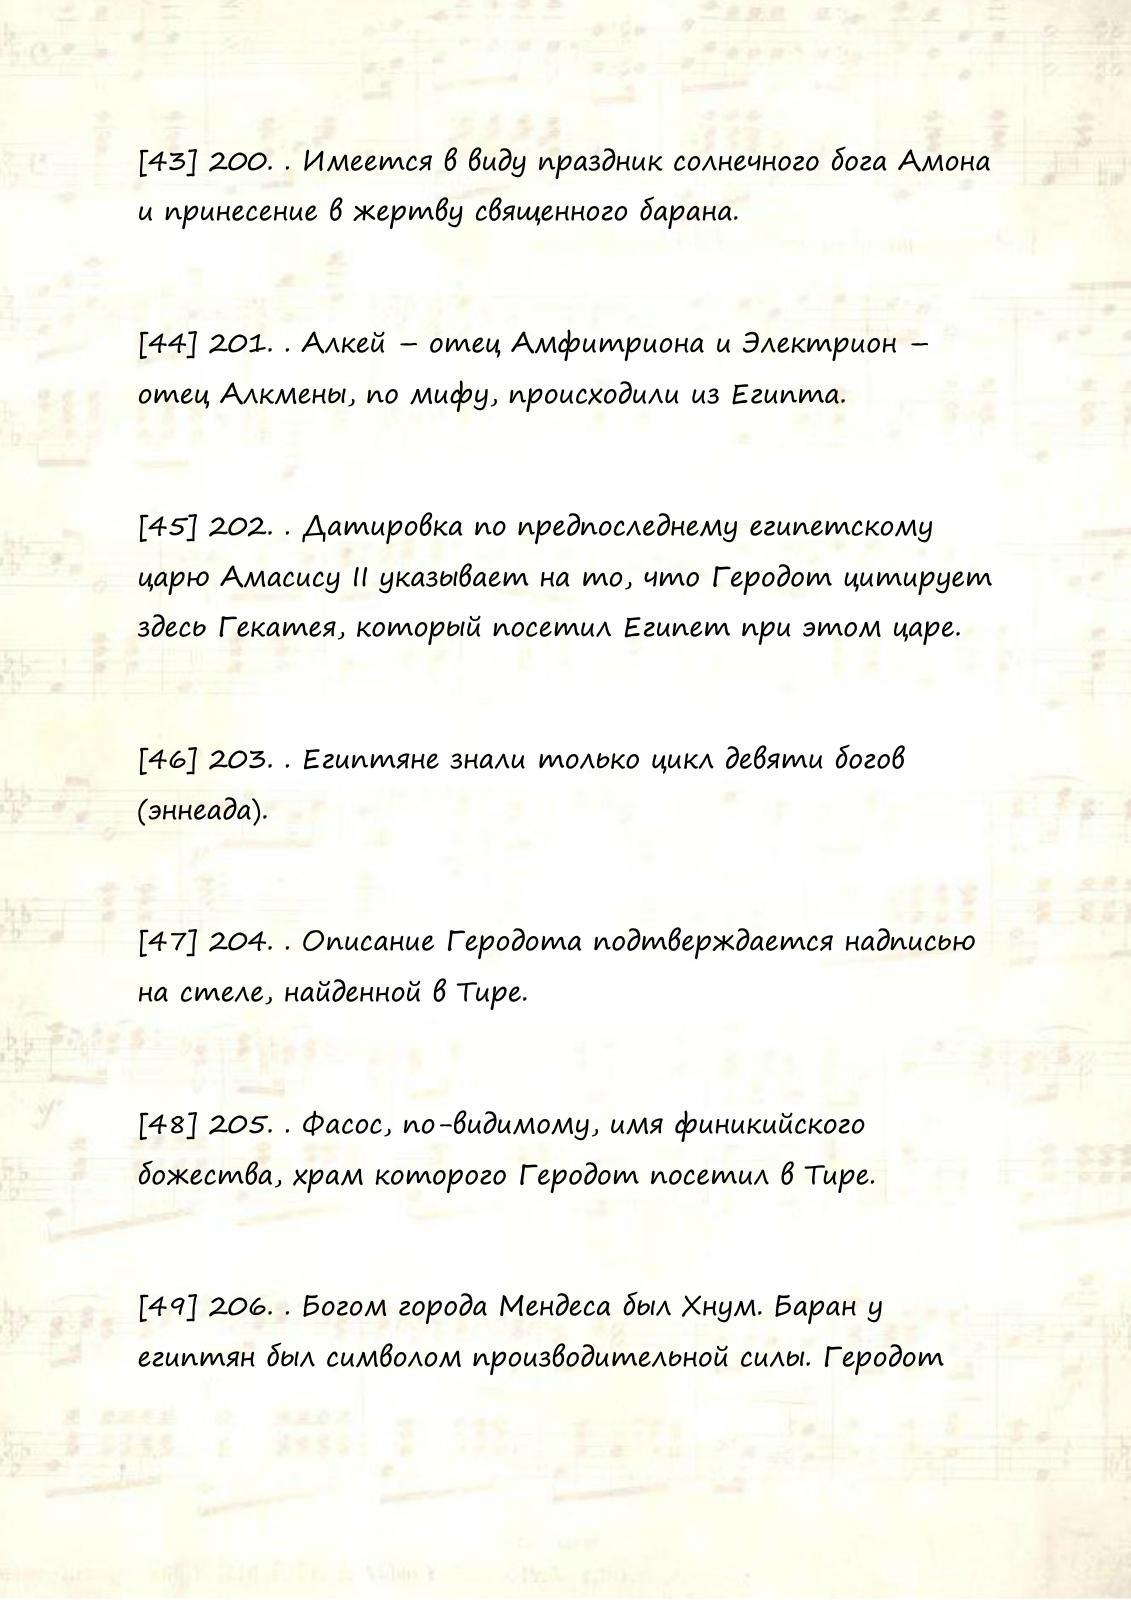 [43] 200. . Имеется в виду праздник солнечного бога Амона
и принесение в жертву священного барана.
[44] 201. . Алкей – отец Амфитриона и Электрион –
отец Алкмены, по мифу, происходили из Египта.
[45] 202. . Датировка по предпоследнему египетскому
царю Амасису II указывает на то, что Геродот цитирует
здесь Гекатея, который посетил Египет при этом царе.
[46] 203. . Египтяне знали только цикл девяти богов
(эннеада).
[47] 204. . Описание Геродота подтверждается надписью
на стеле, найденной в Тире.
[48] 205. . Фасос, по-видимому, имя финикийского
божества, храм которого Геродот посетил в Тире.
[49] 206. . Богом города Мендеса был Хнум. Баран у
египтян был символом производительной силы. Геродот